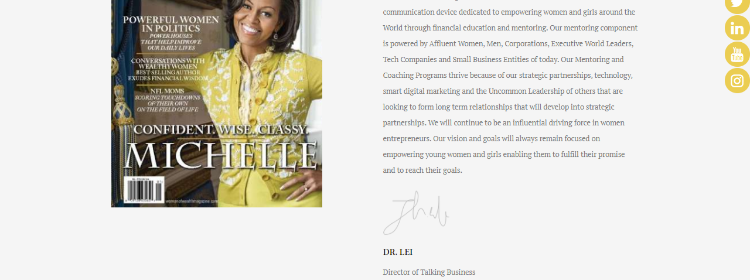 POWERFUL WOMEN
IN POLITICS
POWERHOUSES
THAT HELP IMPROVE
OUR DAILY LIVES
CONVERSATIONS WITH
WEALTHY WOMEN
BEST SELLING AUTHOR
EXUDES FINANCIAL WISDOM
NFL MOMS
SCORING TOUCHDOWNS
OF THEIR OWN
ON THE FIELD OF LIFE
CONFIDENT. WISE. CLASSY.
MICHELLE
communication device dedicated to empowering women and girls around the
World through financial education and mentoring. Our mentoring component
is powered by Affluent Women, Men, Corporations, Executive World Leaders,
Tech Companies and Small Business Entities of today. Our Mentoring and
Coaching Programs thrive because of our strategic partnerships, technology,
smart digital marketing and the Uncommon Leadership of others that are
looking to form long term relationships that will develop into strategic
partnerships. We will continue to be an influential driving force in women
entrepreneurs. Our vision and goals will always remain focused on
empowering young women and girls enabling them to fulfill their promise
and to reach their goals.
DR. LEI
Director of Talking Business
You
Tube